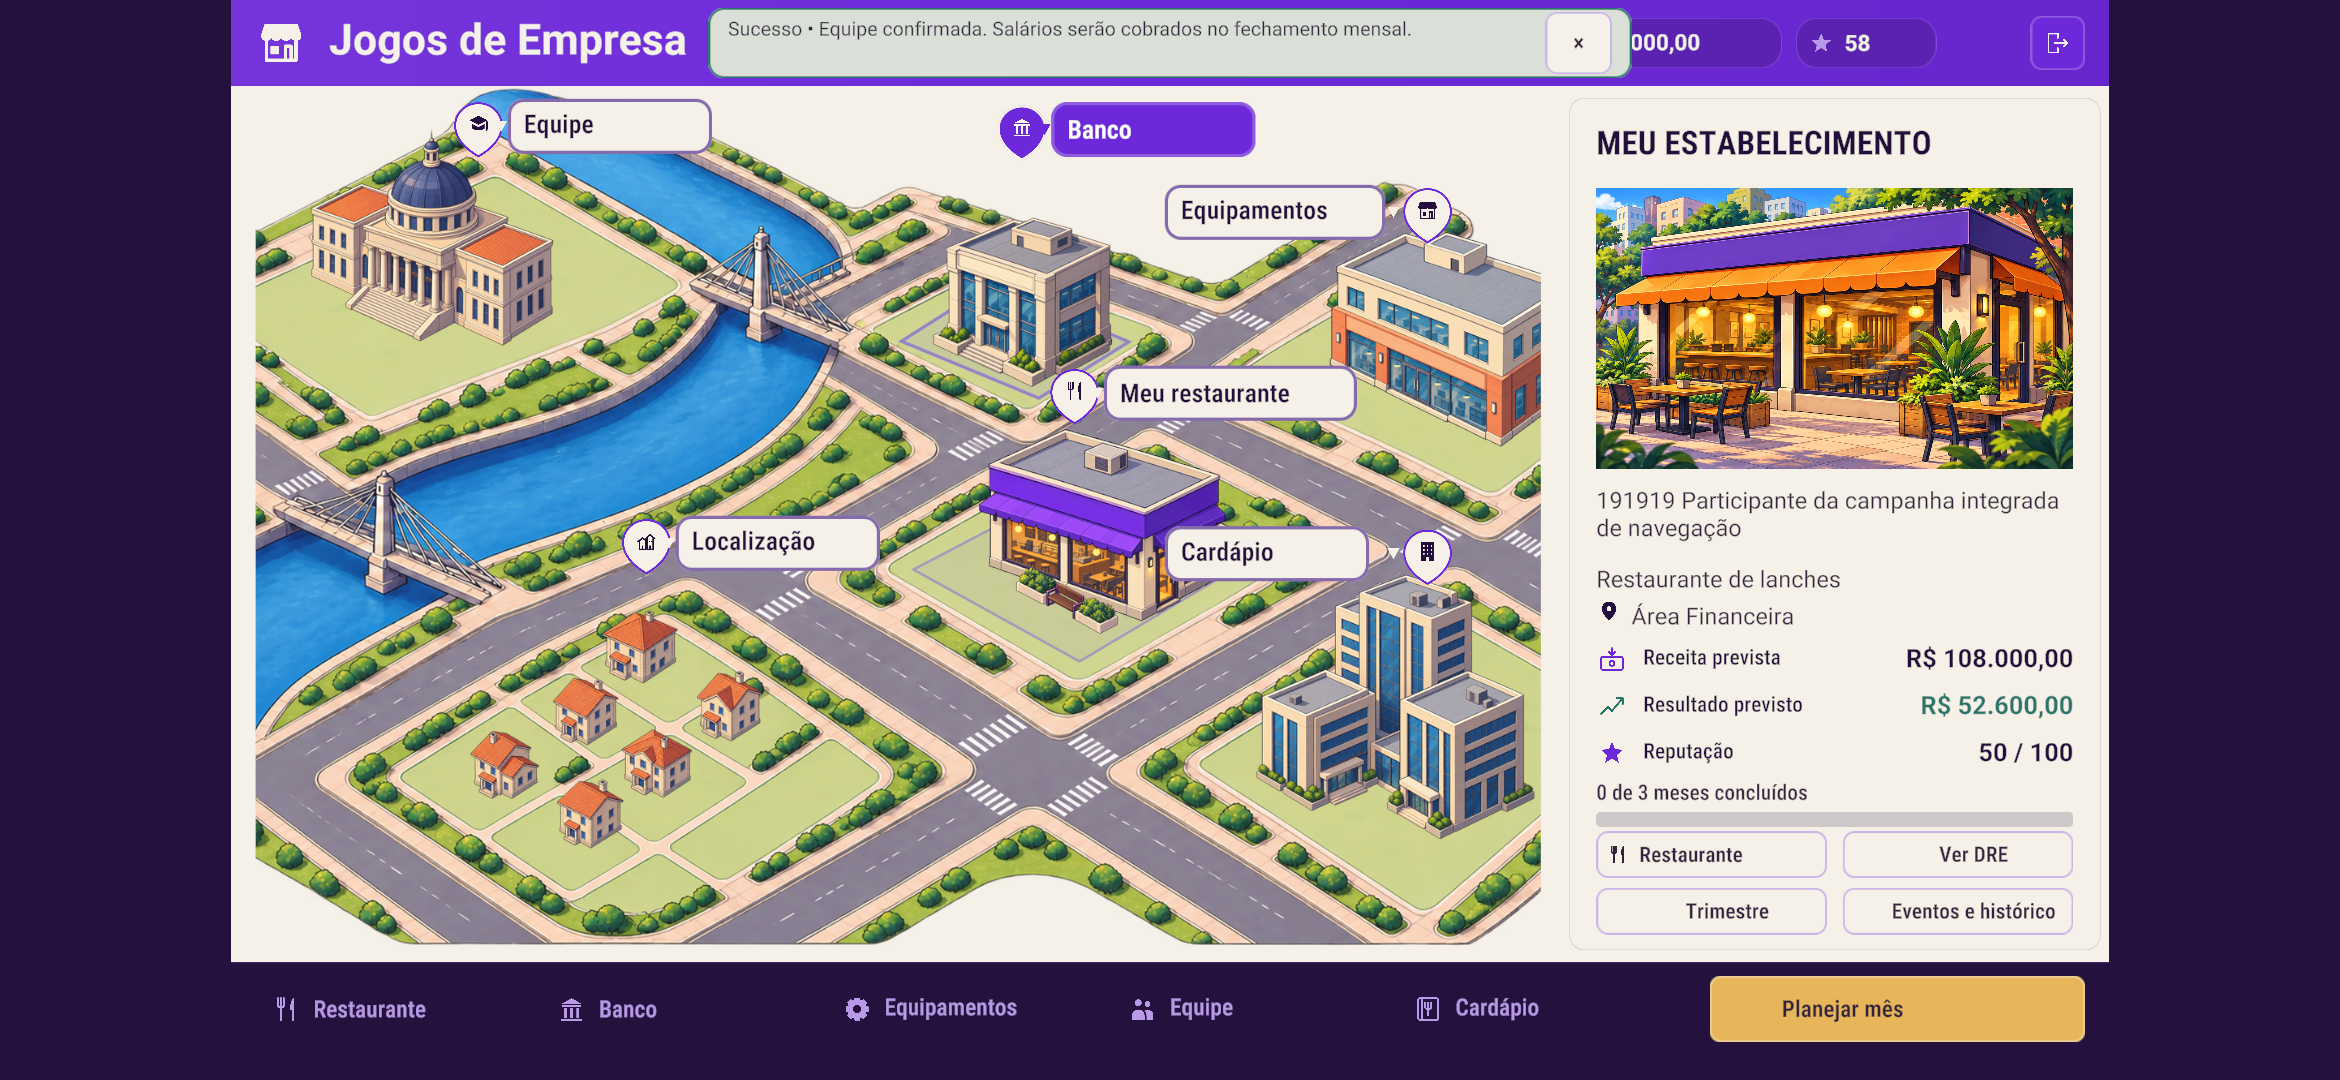 Jogos de Empresa
Sucesso • Equipe confirmada. Salários serão cobrados no fechamento mensal.
×
000,00
58
Equipe
Banco
Equipamentos
Meu restaurante
Localização
Cardápio
MEU ESTABELECIMENTO
191919 Participante da campanha integrada
de navegação
Restaurante de lanches
Área Financeira
Receita prevista R$ 108.000,00
Resultado previsto R$ 52.600,00
Reputação 50 / 100
0 de 3 meses concluídos
Restaurante
Ver DRE
Trimestre
Eventos e histórico
Restaurante
Banco
Equipamentos
Equipe
Cardápio
Planejar mês